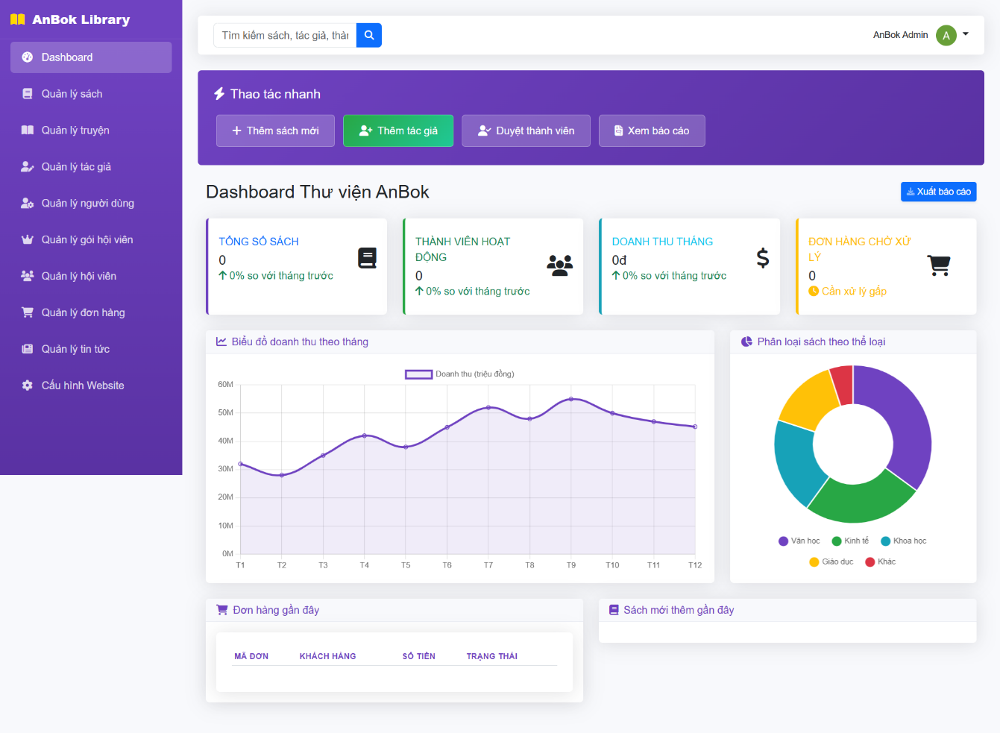 AnBok Library
Dashboard
Quản lý sách
Quản lý truyện
Quản lý tác giả
Quản lý người dùng
Quản lý gói hội viên
Quản lý hội viên
Quản lý đơn hàng
Quản lý tin tức
Cấu hình Website
Tìm kiếm sách, tác giả, thàn
AnBok Admin
A
Thao tác nhanh
Thêm sách mới
Thêm tác giả
Duyệt thành viên
Xem báo cáo
Dashboard Thư viện AnBok
Xuất báo cáo
TỔNG SỐ SÁCH
0
0% so với tháng trước
THÀNH VIÊN HOẠT
ĐỘNG
0
0% so với tháng trước
DOANH THU THÁNG
0đ
0% so với tháng trước
ĐƠN HÀNG CHỜ XỬ
LÝ
0
Cần xử lý gấp
Biểu đồ doanh thu theo tháng
Doanh thu (triệu đồng)
60M
50M
40M
30M
20M
10M
0M
T1 T2 T3 T4 T5 T6 T7 T8 T9 T10 T11 T12
Phân loại sách theo thể loại
Văn học Kinh tế Khoa học
Giáo dục Khác
Đơn hàng gần đây
MÃ ĐƠN KHÁCH HÀNG SỐ TIỀN TRẠNG THÁI
Sách mới thêm gần đây